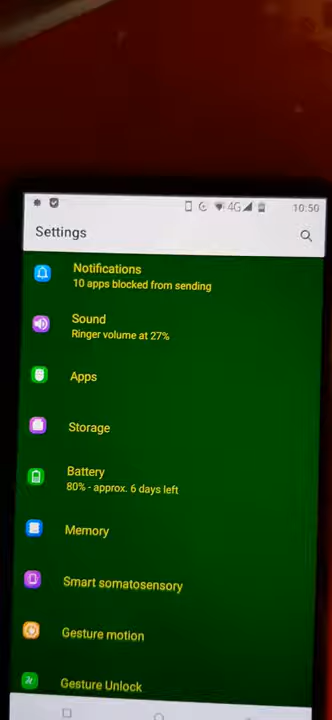 4G 10:50
Settings
Notifications
10 apps blocked from sending
Sound
Ringer volume at 27%
Apps
Storage
Battery
80% - approx. 6 days left
Memory
Smart somatosensory
Gesture motion
Gesture Unlock